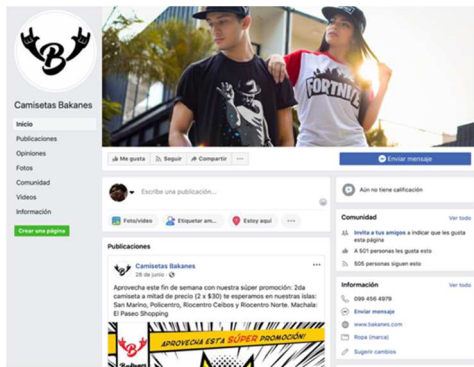 B
FORTNITE
Camisetas Bakanes
Inicio
Publicaciones
Opiniones
Fotos
Comunidad
Videos
Información
Crear una página
Me gusta
Seguir
Compartir
...
Enviar mensaje
Escribe una publicación...
Foto/video
Etiquetar am...
Estoy aquí
...
Publicaciones
Camisetas Bakanes
28 de junio ·
...
Aprovecha este fin de semana con nuestra súper promoción: 2da
camiseta a mitad de precio (2 x $30) te esperamos en nuestras islas:
San Marino, Policentro, Riocentro Ceibos y Riocentro Norte. Machala:
El Paseo Shopping
B
Bakanes
APROVECHA ESTA SÚPER PROMOCIÓN!
Aún no tiene calificación
Comunidad
Ver todo
Invita a tus amigos a indicar que les gusta
esta página
A 501 personas les gusta esto
505 personas siguen esto
Información
Ver todo
099 456 4979
Enviar mensaje
www.bakanes.com
Ropa (marca)
Sugerir cambios